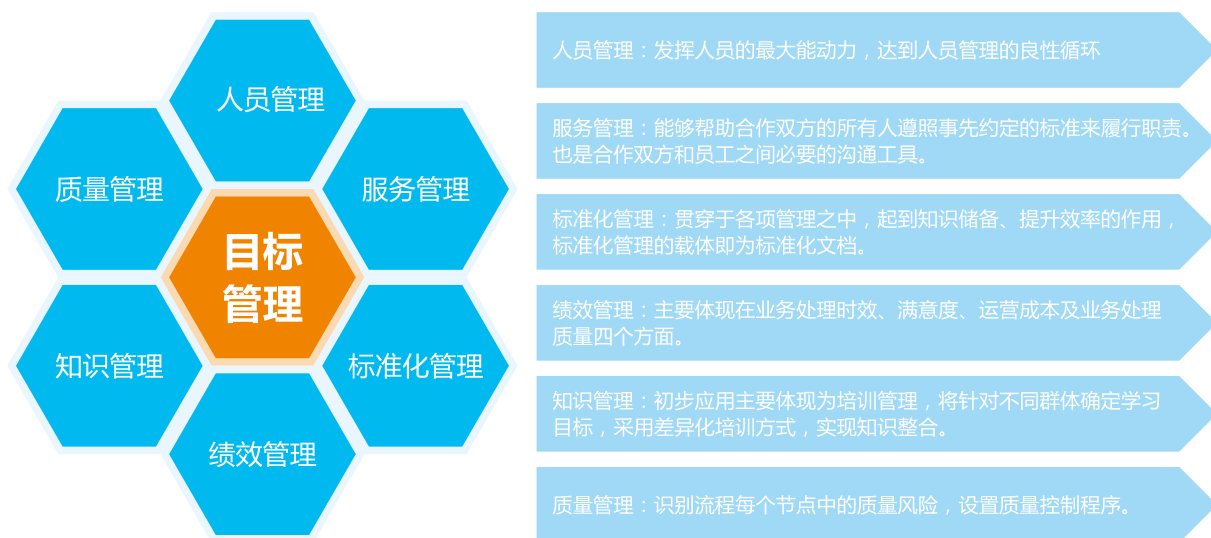 人员管理
质量管理
服务管理
目标
管理
知识管理
标准化管理
绩效管理
人员管理：发挥人员的最大能动力，达到人员管理的良性循环
服务管理：能够帮助合作双方的所有人遵照事先约定的标准来履行职责。
也是合作双方和员工之间必要的沟通工具。
标准化管理：贯穿于各项管理之中，起到知识储备、提升效率的作用，
标准化管理的载体即为标准化文档。
绩效管理：主要体现在业务处理时效、满意度、运营成本及业务处理
质量四个方面。
知识管理：初步应用主要体现为培训管理，将针对不同群体确定学习
目标，采用差异化培训方式，实现知识整合。
质量管理：识别流程每个节点中的质量风险，设置质量控制程序。